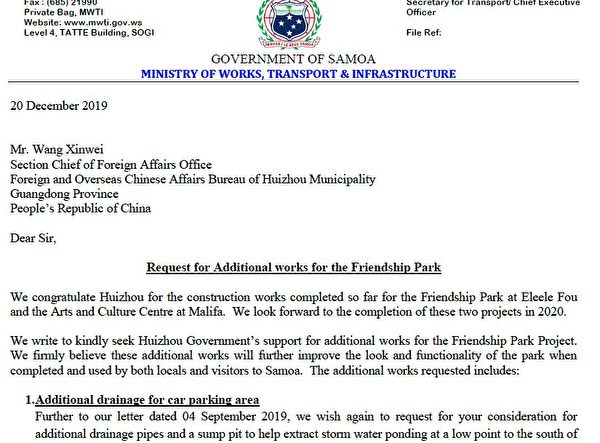 Fax : (685) 21990
Private Bag, MWTI
Website: www.mwti.gov.ws
Level 4, TATTE Building, SOGI
Secretary for Transport/Chief Executive
Officer
File Ref:
GOVERNMENT OF SAMOA
MINISTRY OF WORKS, TRANSPORT & INFRASTRUCTURE
20 December 2019
Mr. Wang Xinwei
Section Chief of Foreign Affairs Office
Foreign and Overseas Chinese Affairs Bureau of Huizhou Municipality
Guangdong Province
People's Republic of China
Dear Sir,
Request for Additional works for the Friendship Park
We congratulate Huizhou for the construction works completed so far for the Friendship Park at Eleele Fou
and the Arts and Culture Centre at Malifa. We look forward to the completion of these two projects in 2020.
We write to kindly seek Huizhou Government's support for additional works for the Friendship Park Project.
We firmly believe these additional works will further improve the look and functionality of the park when
completed and used by both locals and visitors to Samoa. The additional works requested includes:
1.Additional drainage for car parking area
Further to our letter dated 04 September 2019, we wish again to request for your consideration for
additional drainage pipes and a sump pit to help extract storm water ponding at a low point to the south of